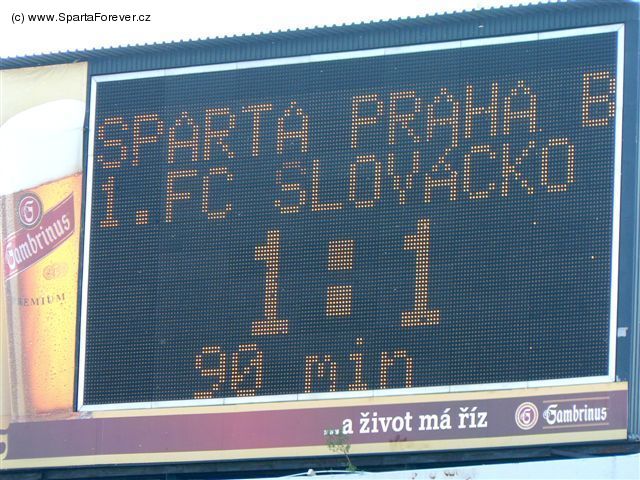 (c) www.SpartaForever.cz
SPARTA PRAHA B
1.FC SLOVÁCKO
1:1
90 min
G
Gambrinus
PREMIUM
...a život má říz
G
Gambrinus